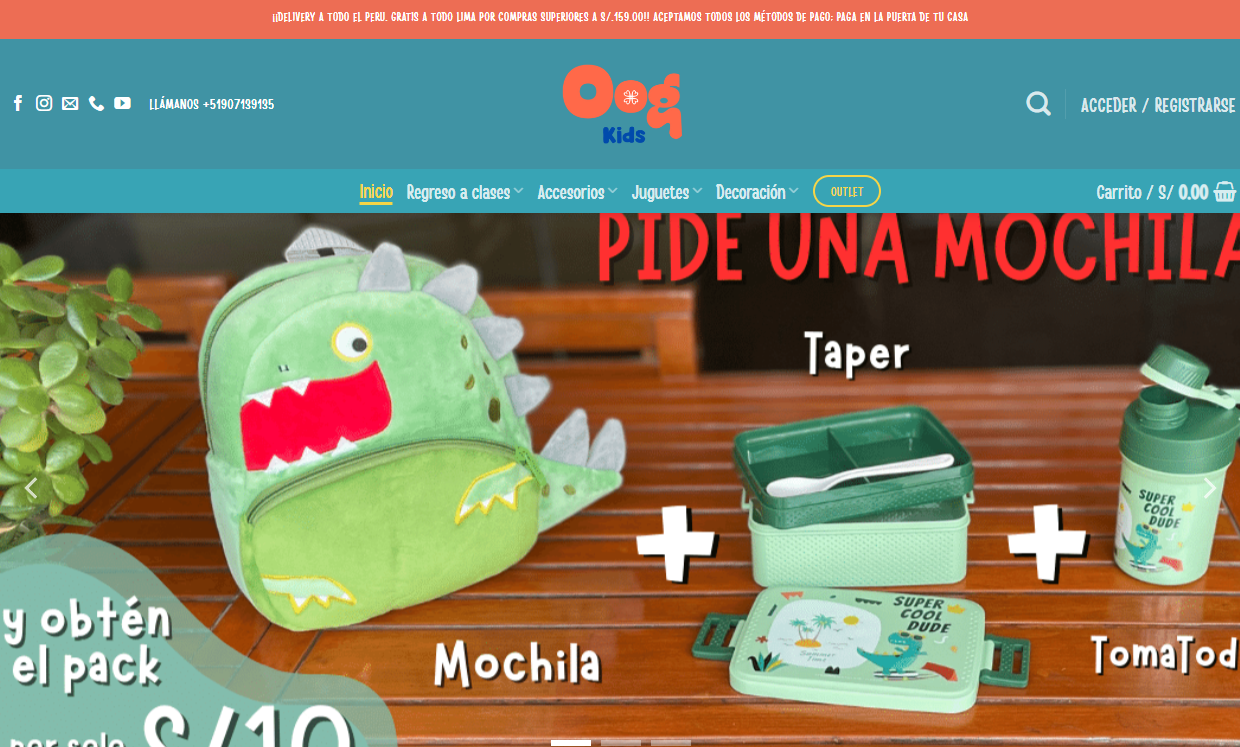 ¡¡DELIVERY A TODO EL PERU. GRATIS A TODO LIMA POR COMPRAS SUPERIORES A S/.159.00!! ACEPTAMOS TODOS LOS MÉTODOS DE PAGO: PAGA EN LA PUERTA DE TU CASA
LLÁMANOS +51907139135
Oog
Kids
ACCEDER / REGISTRARSE
Inicio Regreso a clases Accesorios Juguetes Decoración OUTLET Carrito / S/ 0.00
PIDE UNA MOCHILA
Taper
SUPER
COOL
DUDE
y obtén
el pack
por solo S/10
Mochila
SUPER
COOL
DUDE
Summer
Time
TomaTod